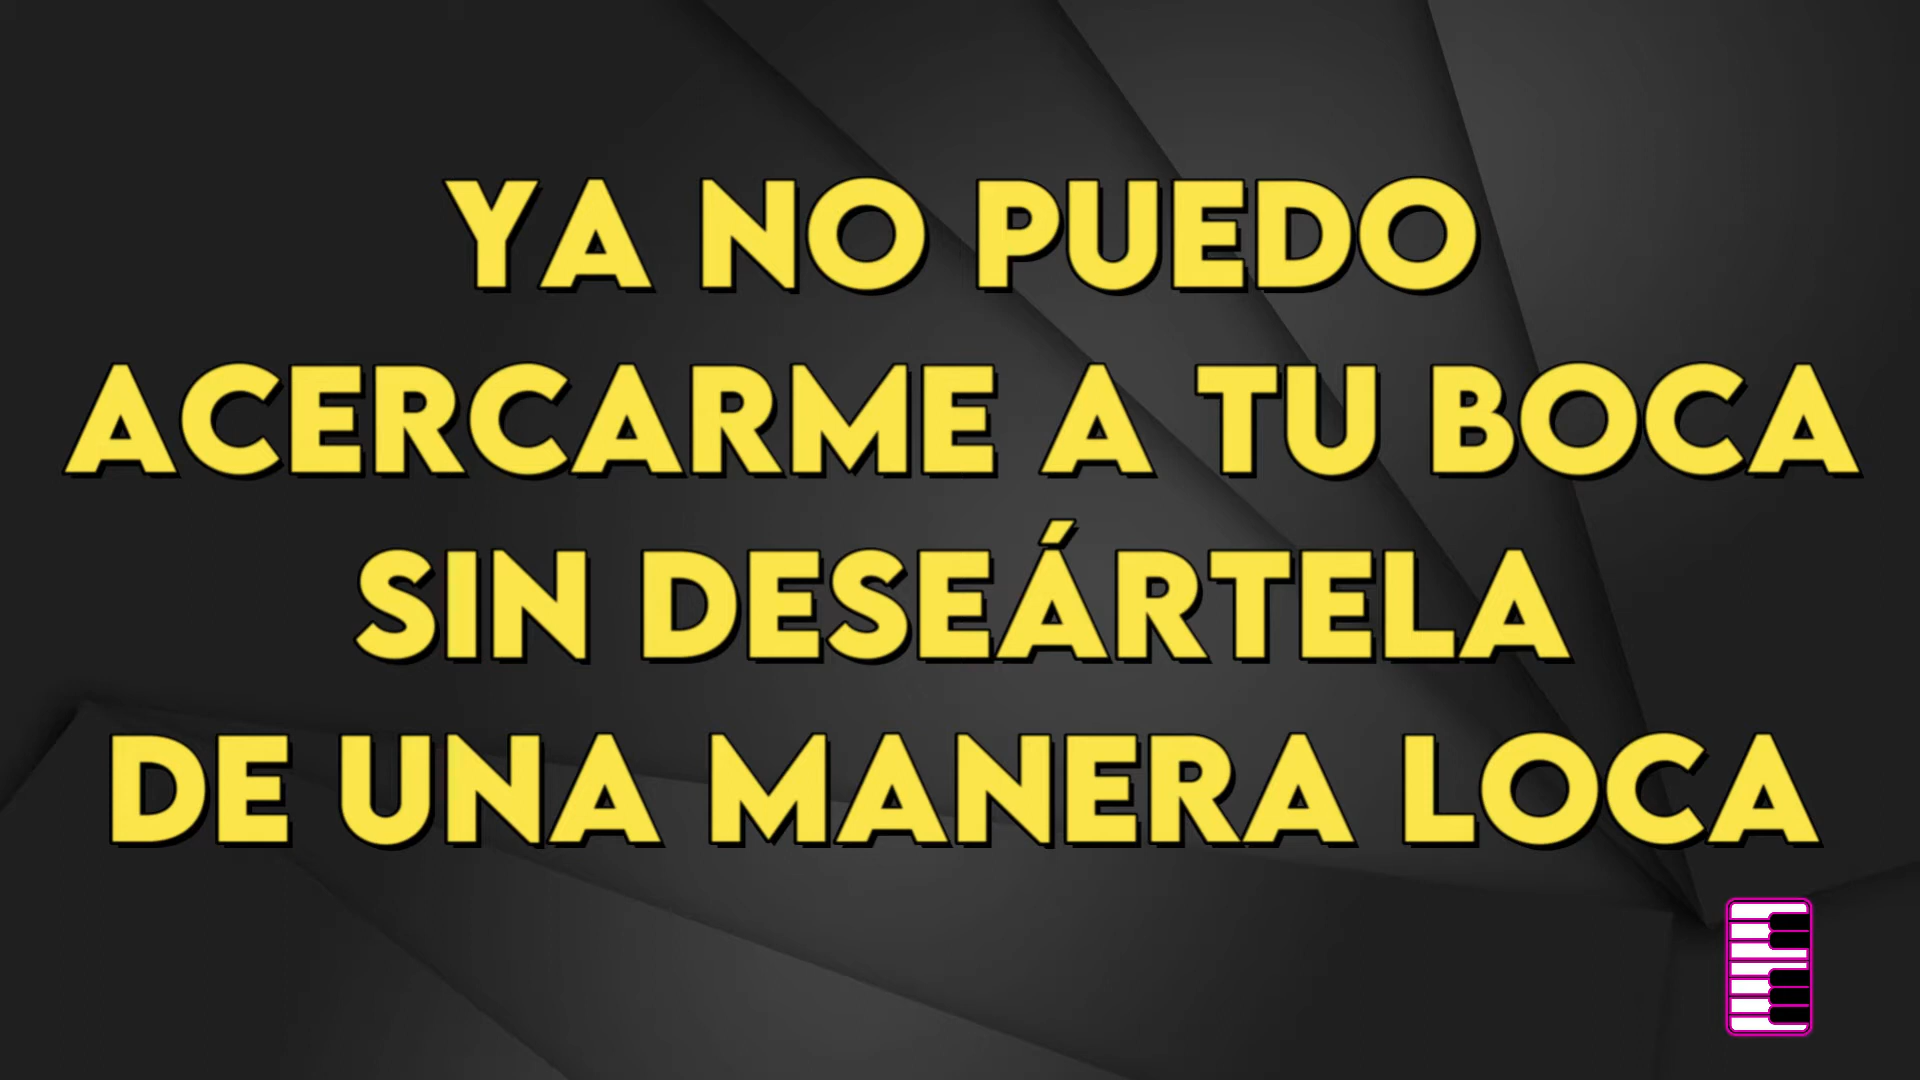 YA NO PUEDO
ACERCARME A TU BOCA
SIN DESEÁRTELA
DE UNA MANERA LOCA